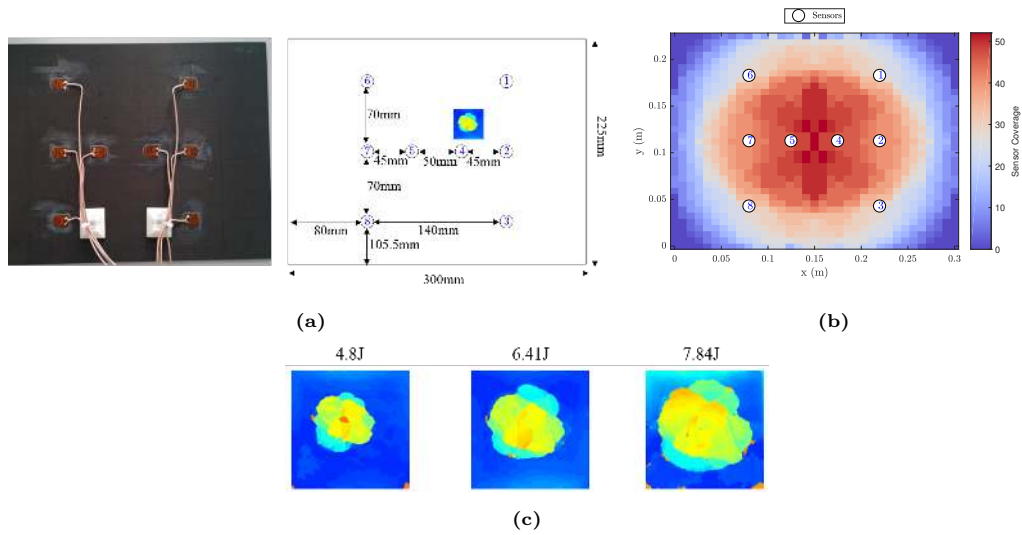 Sensors
6
1
70mm
7
5
4
2
45mm
50mm
45mm
70mm
8
3
80mm
140mm
105.5mm
300mm
225mm
6
1
7
5
4
2
8
3
0.2
0.15
0.1
0.05
0
y (m)
0
0.05
0.1
0.15
0.2
0.25
0.3
x (m)
50
40
30
20
10
0
Sensor Coverage
(a)
(b)
4.8J
6.41J
7.84J
(c)